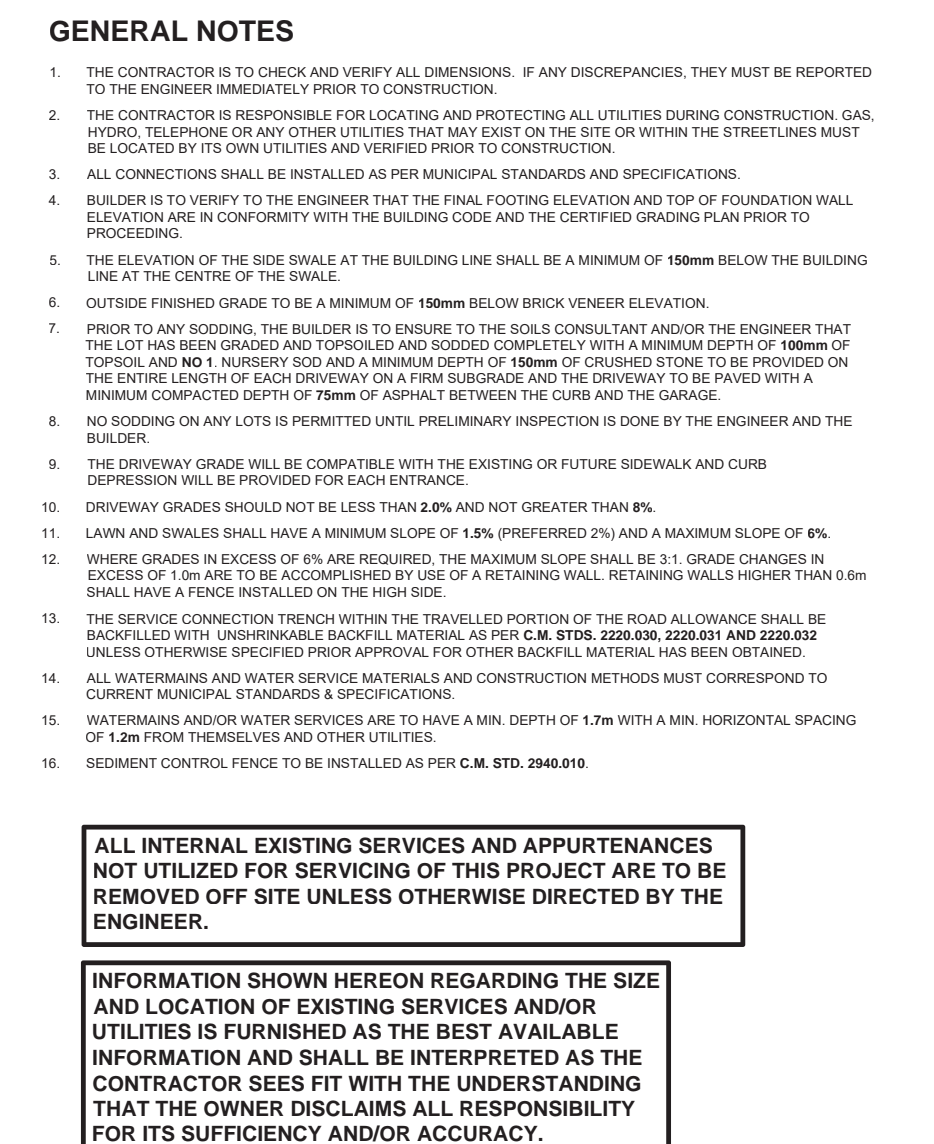 GENERAL NOTES
1. THE CONTRACTOR IS TO CHECK AND VERIFY ALL DIMENSIONS. IF ANY DISCREPANCIES, THEY MUST BE REPORTED
TO THE ENGINEER IMMEDIATELY PRIOR TO CONSTRUCTION.
2. THE CONTRACTOR IS RESPONSIBLE FOR LOCATING AND PROTECTING ALL UTILITIES DURING CONSTRUCTION. GAS,
HYDRO, TELEPHONE OR ANY OTHER UTILITIES THAT MAY EXIST ON THE SITE OR WITHIN THE STREETLINES MUST
BE LOCATED BY ITS OWN UTILITIES AND VERIFIED PRIOR TO CONSTRUCTION.
3. ALL CONNECTIONS SHALL BE INSTALLED AS PER MUNICIPAL STANDARDS AND SPECIFICATIONS.
4. BUILDER IS TO VERIFY TO THE ENGINEER THAT THE FINAL FOOTING ELEVATION AND TOP OF FOUNDATION WALL
ELEVATION ARE IN CONFORMITY WITH THE BUILDING CODE AND THE CERTIFIED GRADING PLAN PRIOR TO
PROCEEDING.
5. THE ELEVATION OF THE SIDE SWALE AT THE BUILDING LINE SHALL BE A MINIMUM OF 150mm BELOW THE BUILDING
LINE AT THE CENTRE OF THE SWALE.
6. OUTSIDE FINISHED GRADE TO BE A MINIMUM OF 150mm BELOW BRICK VENEER ELEVATION.
7. PRIOR TO ANY SODDING, THE BUILDER IS TO ENSURE TO THE SOILS CONSULTANT AND/OR THE ENGINEER THAT
THE LOT HAS BEEN GRADED AND TOPSOILED AND SODDED COMPLETELY WITH A MINIMUM DEPTH OF 100mm OF
TOPSOIL AND NO 1. NURSERY SOD AND A MINIMUM DEPTH OF 150mm OF CRUSHED STONE TO BE PROVIDED ON
THE ENTIRE LENGTH OF EACH DRIVEWAY ON A FIRM SUBGRADE AND THE DRIVEWAY TO BE PAVED WITH A
MINIMUM COMPACTED DEPTH OF 75mm OF ASPHALT BETWEEN THE CURB AND THE GARAGE.
8. NO SODDING ON ANY LOTS IS PERMITTED UNTIL PRELIMINARY INSPECTION IS DONE BY THE ENGINEER AND THE
BUILDER.
9. THE DRIVEWAY GRADE WILL BE COMPATIBLE WITH THE EXISTING OR FUTURE SIDEWALK AND CURB
DEPRESSION WILL BE PROVIDED FOR EACH ENTRANCE.
10. DRIVEWAY GRADES SHOULD NOT BE LESS THAN 2.0% AND NOT GREATER THAN 8%.
11. LAWN AND SWALES SHALL HAVE A MINIMUM SLOPE OF 1.5% (PREFERRED 2%) AND A MAXIMUM SLOPE OF 6%.
12. WHERE GRADES IN EXCESS OF 6% ARE REQUIRED, THE MAXIMUM SLOPE SHALL BE 3:1. GRADE CHANGES IN
EXCESS OF 1.0m ARE TO BE ACCOMPLISHED BY USE OF A RETAINING WALL. RETAINING WALLS HIGHER THAN 0.6m
SHALL HAVE A FENCE INSTALLED ON THE HIGH SIDE.
13. THE SERVICE CONNECTION TRENCH WITHIN THE TRAVELLED PORTION OF THE ROAD ALLOWANCE SHALL BE
BACKFILLED WITH UNSHRINKABLE BACKFILL MATERIAL AS PER C.M. STDS. 2220.030, 2220.031 AND 2220.032
UNLESS OTHERWISE SPECIFIED PRIOR APPROVAL FOR OTHER BACKFILL MATERIAL HAS BEEN OBTAINED.
14. ALL WATERMAINS AND WATER SERVICE MATERIALS AND CONSTRUCTION METHODS MUST CORRESPOND TO
CURRENT MUNICIPAL STANDARDS & SPECIFICATIONS.
15. WATERMAINS AND/OR WATER SERVICES ARE TO HAVE A MIN. DEPTH OF 1.7m WITH A MIN. HORIZONTAL SPACING
OF 1.2m FROM THEMSELVES AND OTHER UTILITIES.
16. SEDIMENT CONTROL FENCE TO BE INSTALLED AS PER C.M. STD. 2940.010.
ALL INTERNAL EXISTING SERVICES AND APPURTENANCES
NOT UTILIZED FOR SERVICING OF THIS PROJECT ARE TO BE
REMOVED OFF SITE UNLESS OTHERWISE DIRECTED BY THE
ENGINEER.
INFORMATION SHOWN HEREON REGARDING THE SIZE
AND LOCATION OF EXISTING SERVICES AND/OR
UTILITIES IS FURNISHED AS THE BEST AVAILABLE
INFORMATION AND SHALL BE INTERPRETED AS THE
CONTRACTOR SEES FIT WITH THE UNDERSTANDING
THAT THE OWNER DISCLAIMS ALL RESPONSIBILITY
FOR ITS SUFFICIENCY AND/OR ACCURACY.